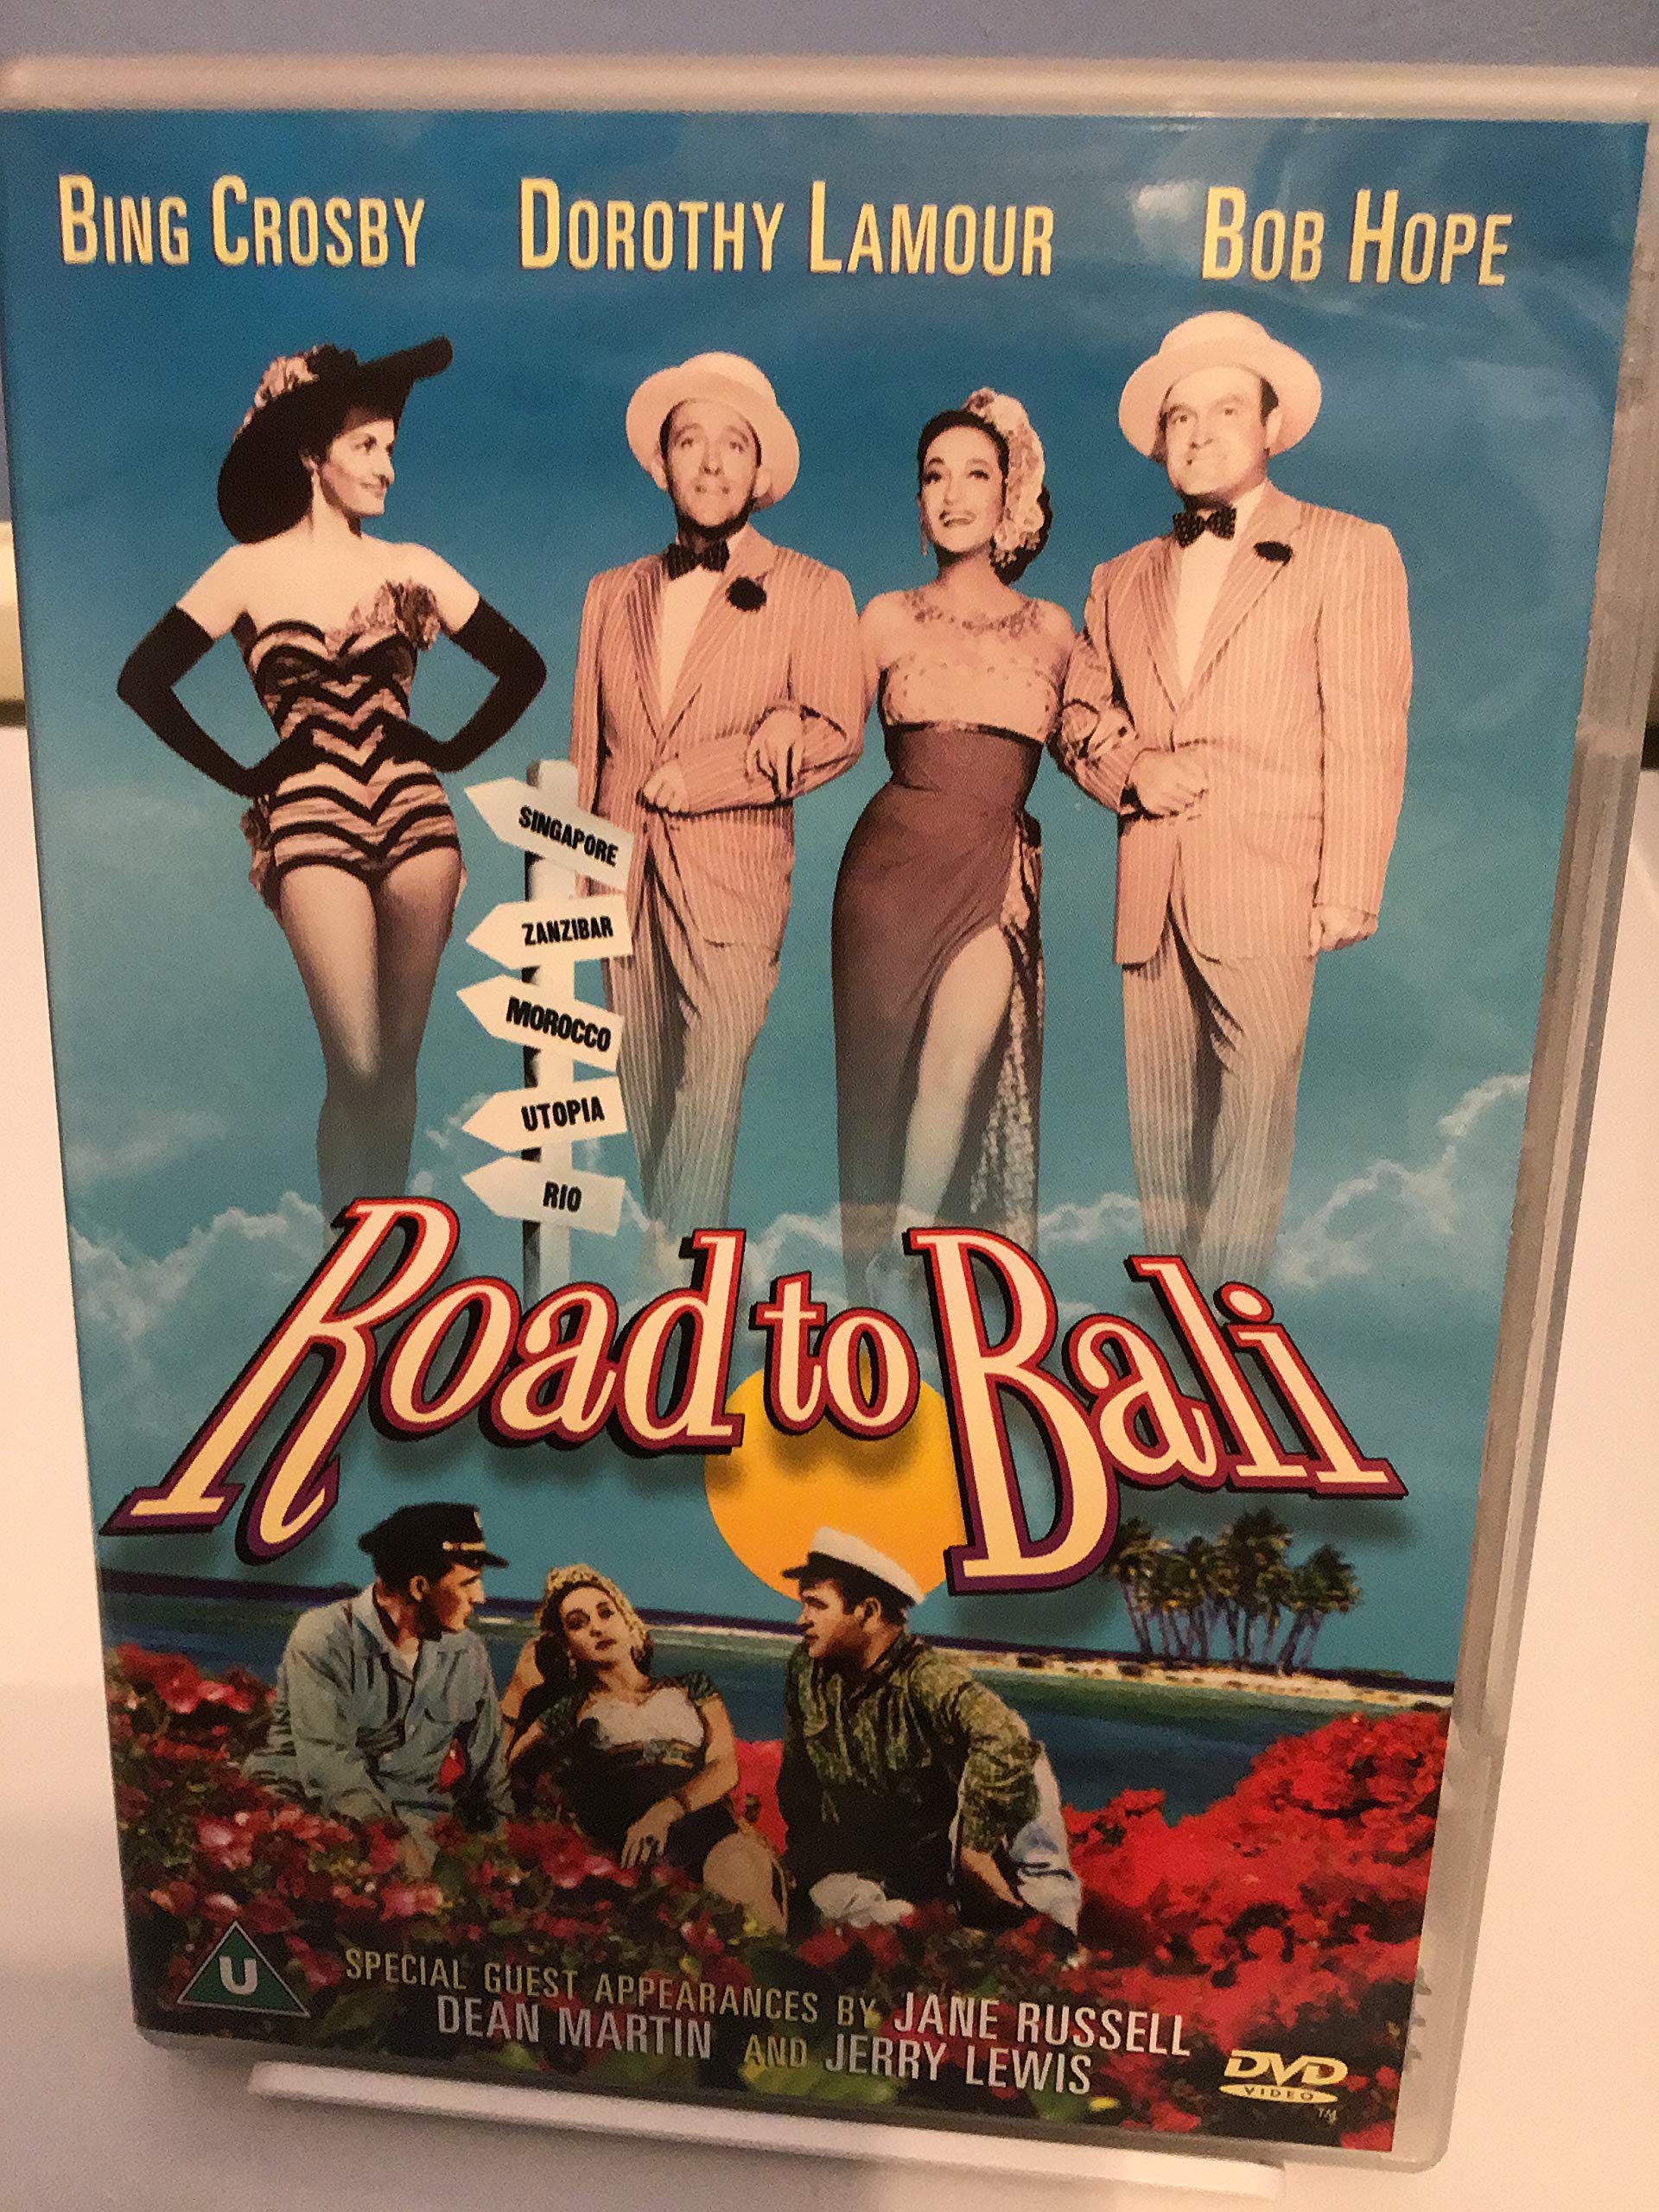 BING CROSBY DOROTHY LAMOUR BOB HOPE
SINGAPORE
ZANZIBAR
MOROCCO
UTOPIA
RIO
Road to Bali
U
SPECIAL GUEST APPEARANCES BY JANE RUSSELL
DEAN MARTIN AND JERRY LEWIS
DVD
VIDEO
TM